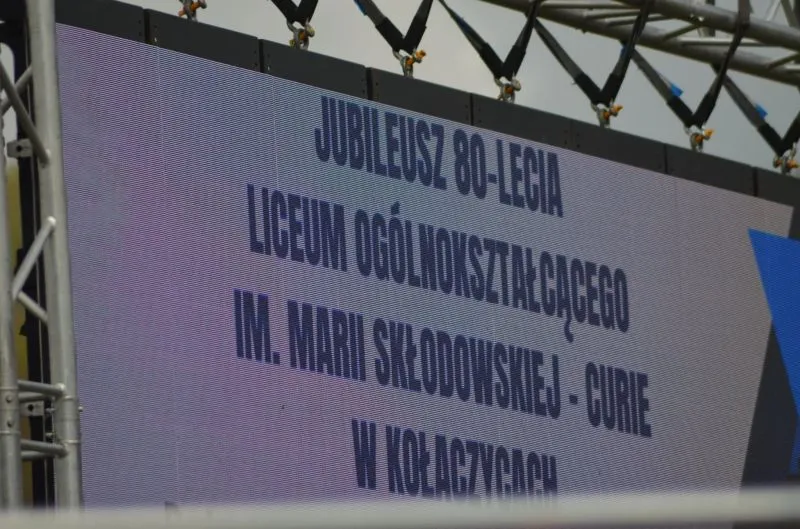 JUBILEUSZ 80-LECIA
LICEUM OGÓLNOKSZTAŁCĄCEGO
IM. MARII SKŁODOWSKIEJ - CURIE
W KOŁACZYCACH